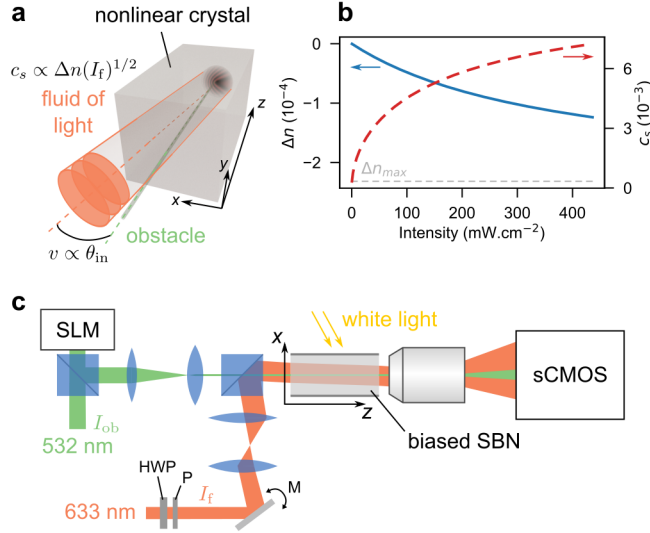 a
nonlinear crystal
c_s ∝ Δn(I_f)^{1/2}
fluid of
light
z
y
x
obstacle
v ∝ θ_in
b
0
-1
-2
Δn (10⁻⁴)
Δn_max
6
3
0
c_s (10⁻³)
0 100 200 300 400
Intensity (mW.cm⁻²)
c
SLM
white light
x
z
sCMOS
biased SBN
I_ob
532 nm
HWP
P
I_f
M
633 nm